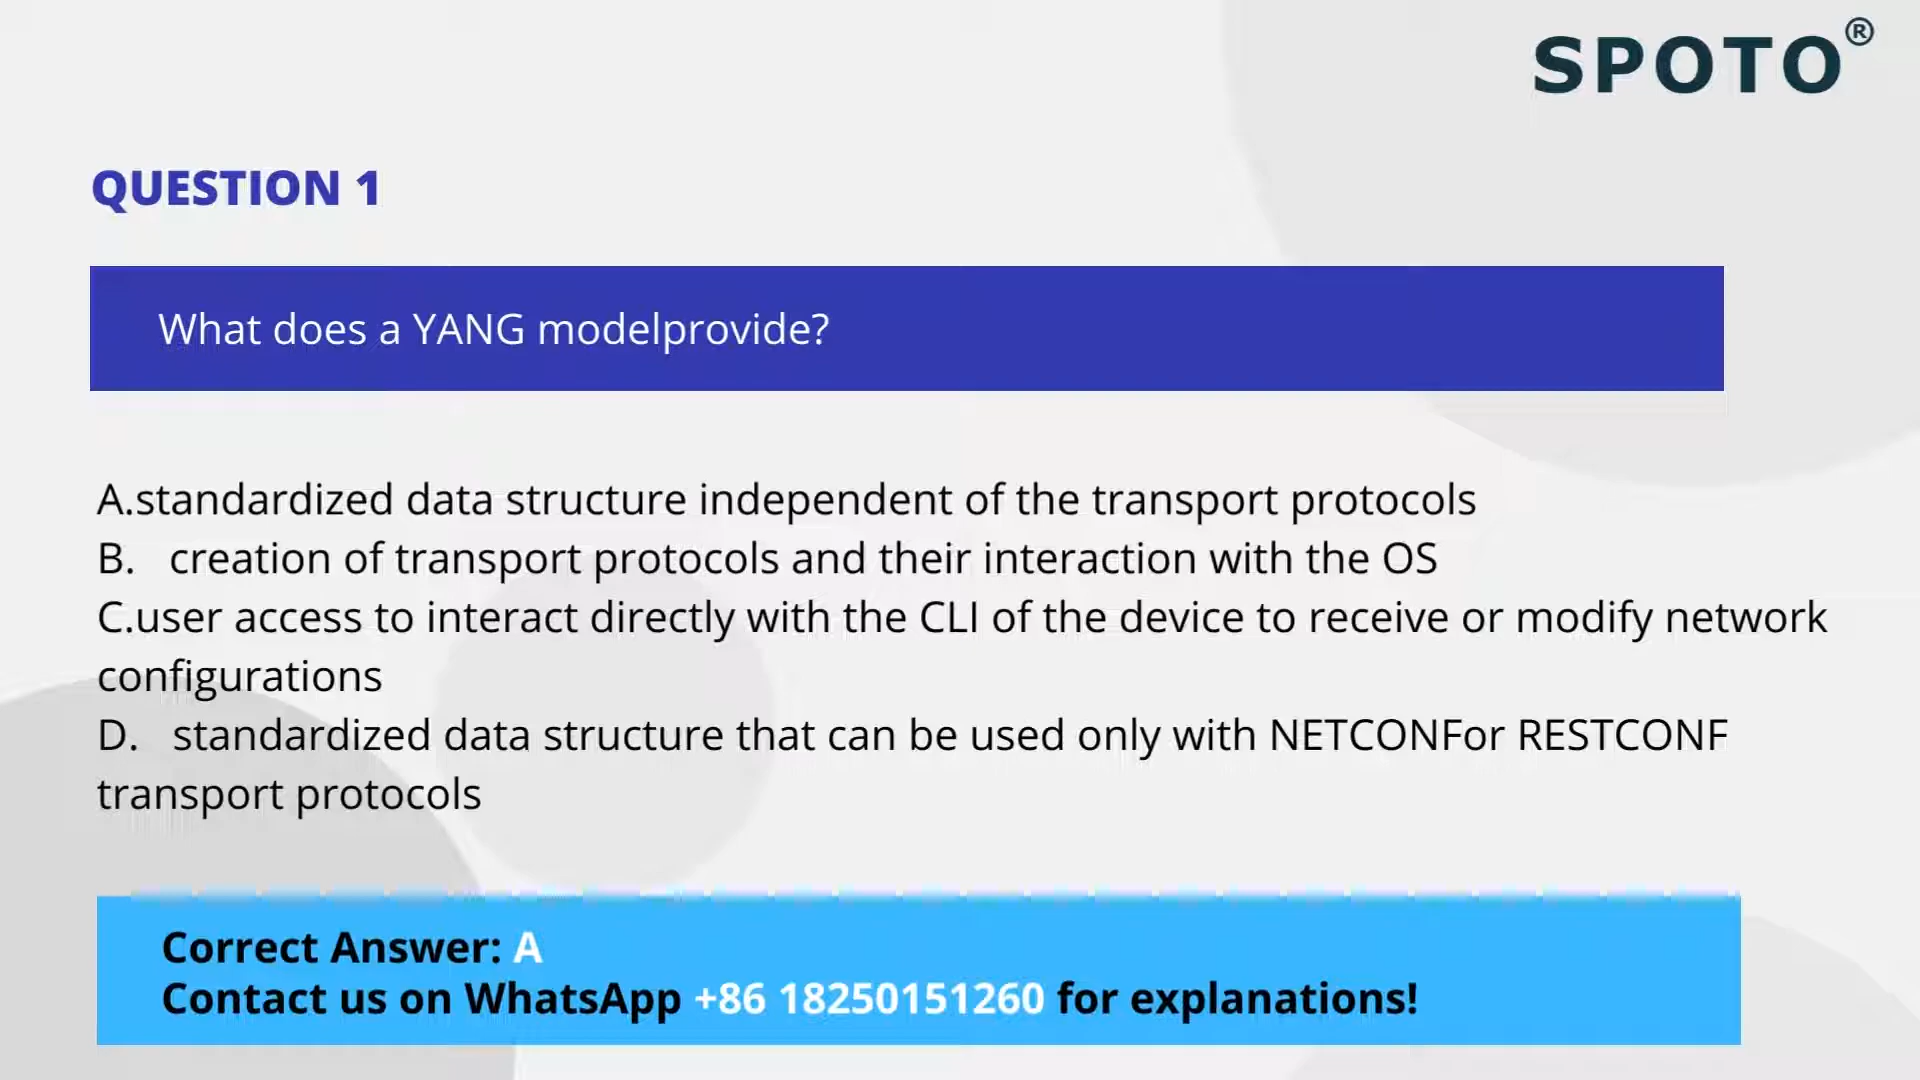 SPOTO®
QUESTION 1
What does a YANG modelprovide?
A.standardized data structure independent of the transport protocols
B. creation of transport protocols and their interaction with the OS
C.user access to interact directly with the CLI of the device to receive or modify network
configurations
D. standardized data structure that can be used only with NETCONFor RESTCONF
transport protocols
Correct Answer: A
Contact us on WhatsApp +86 18250151260 for explanations!